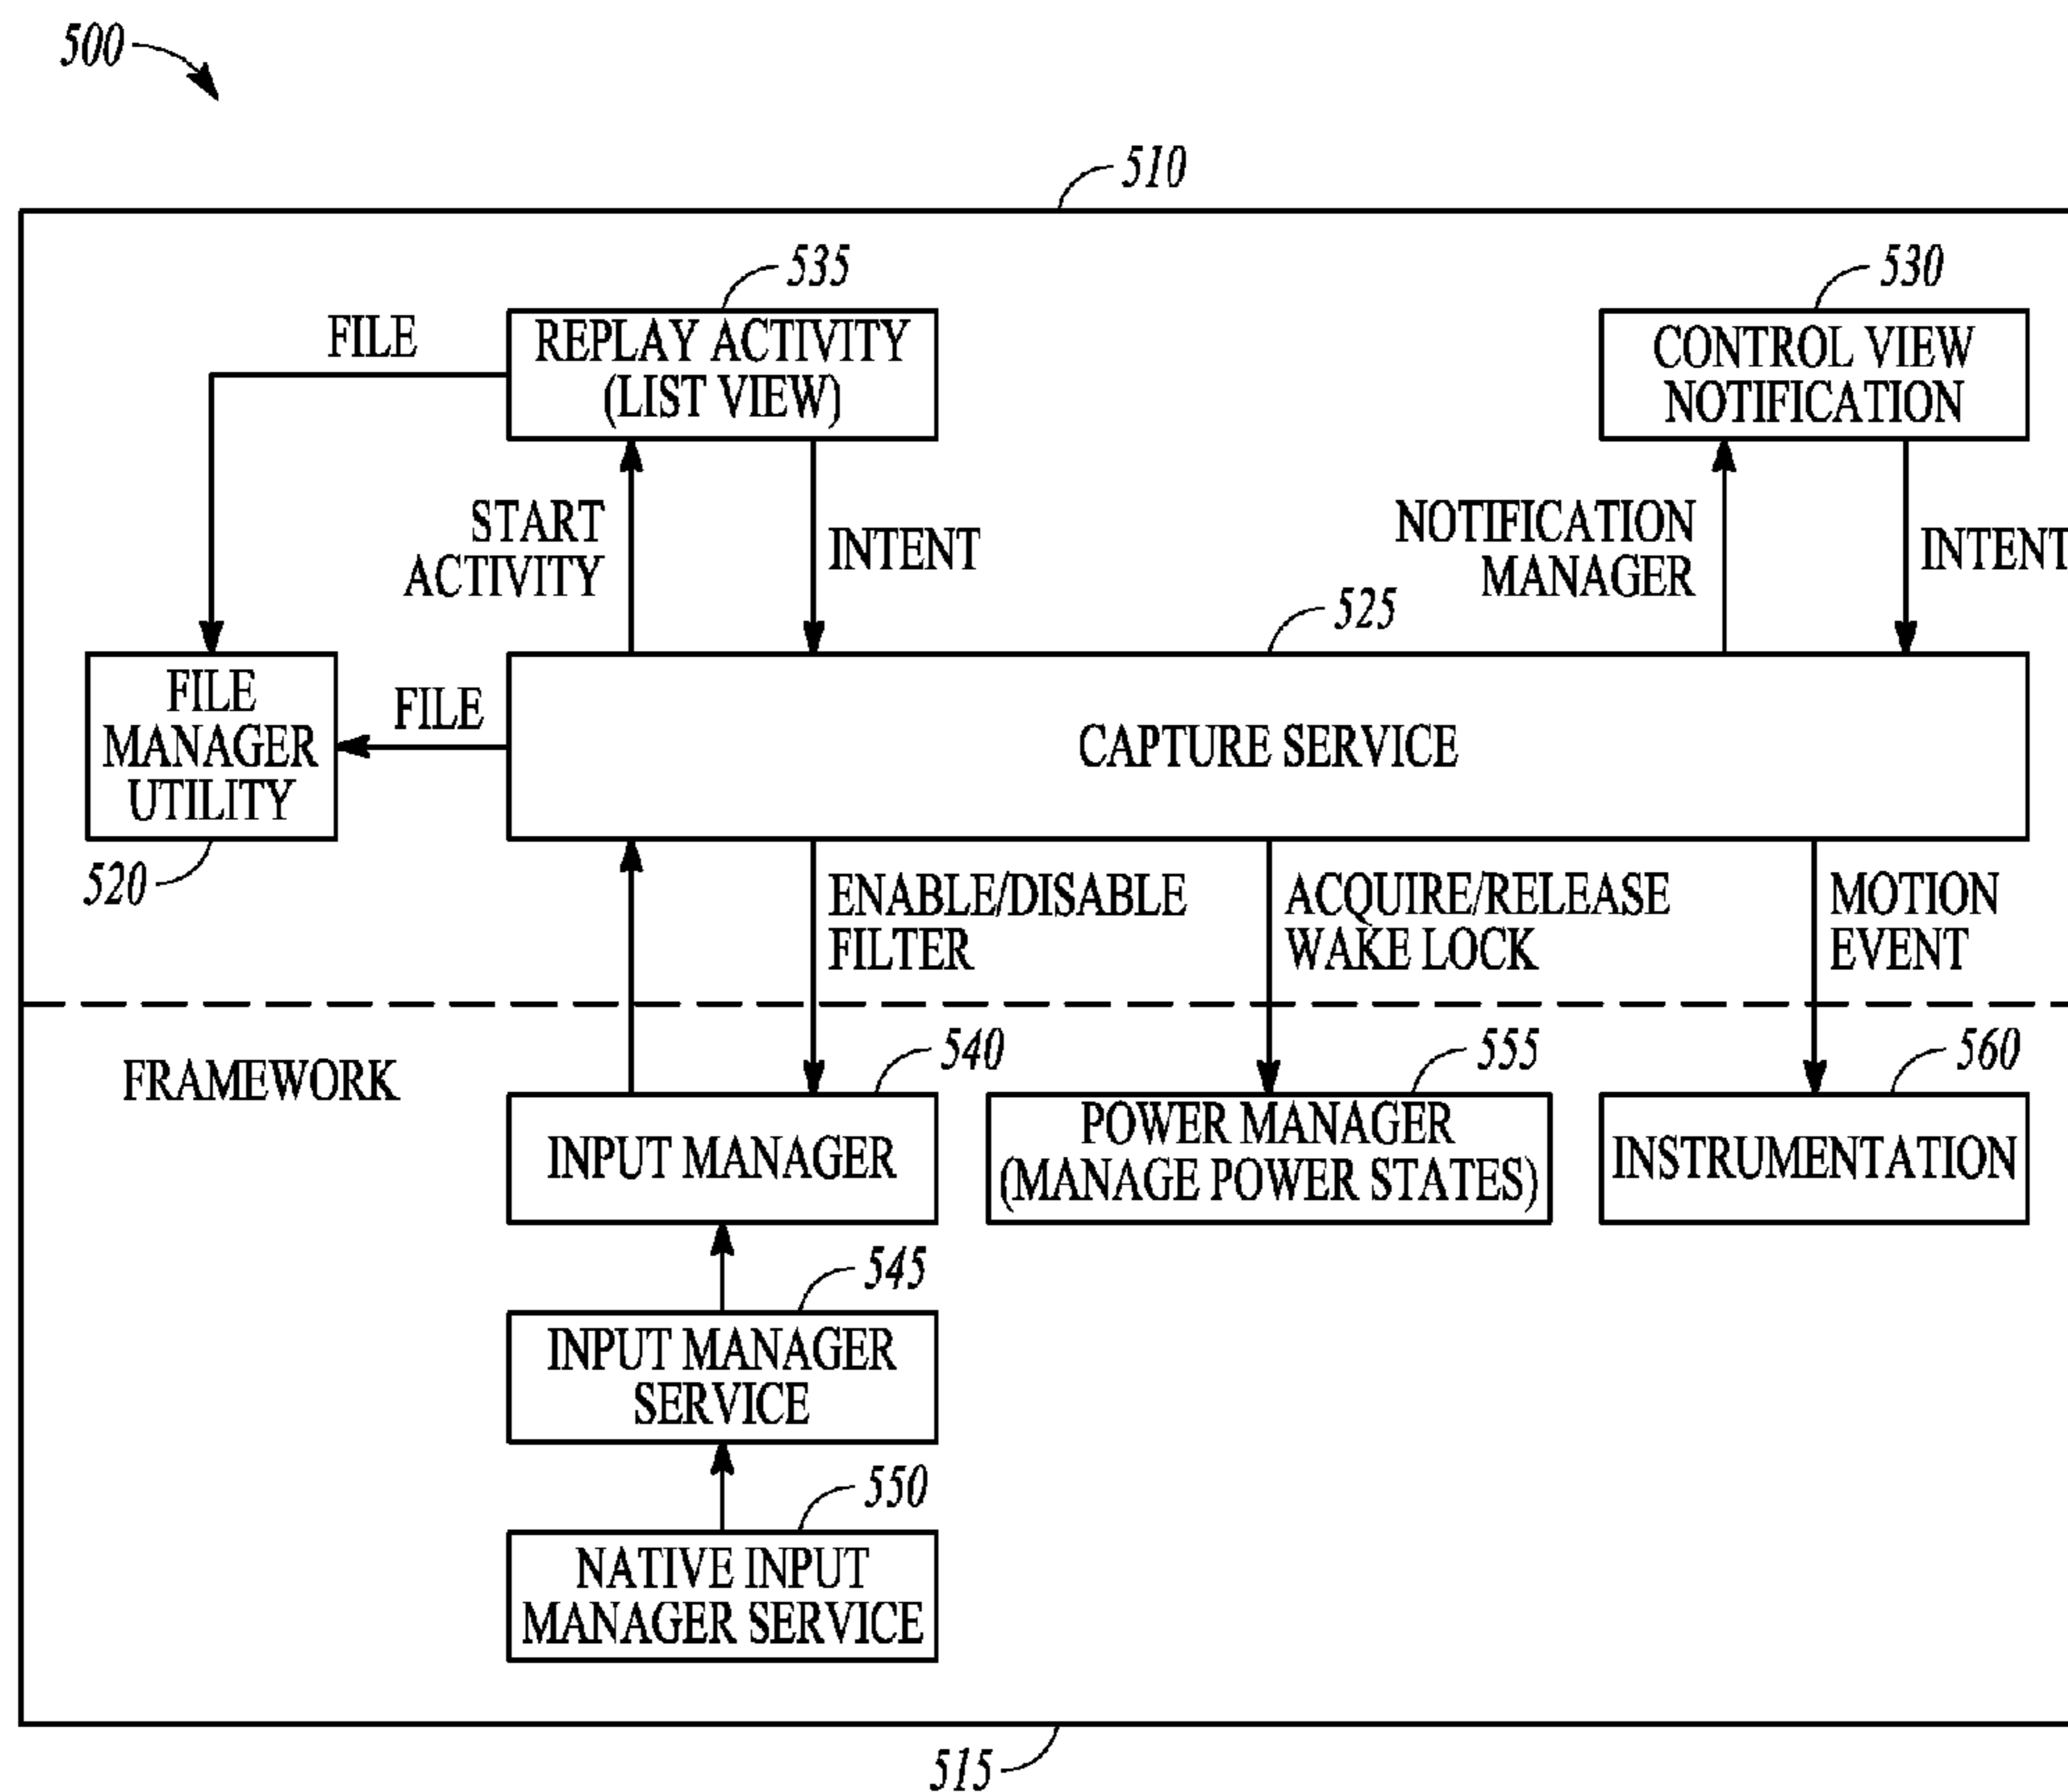 500
510
535
530
FILE
REPLAY ACTIVITY
(LIST VIEW)
CONTROL VIEW
NOTIFICATION
START
ACTIVITY
INTENT
NOTIFICATION
MANAGER
INTENT
525
FILE
MANAGER
UTILITY
FILE
CAPTURE SERVICE
520
ENABLE/DISABLE
FILTER
ACQUIRE/RELEASE
WAKE LOCK
MOTION
EVENT
FRAMEWORK
540
555
560
INPUT MANAGER
POWER MANAGER
(MANAGE POWER STATES)
INSTRUMENTATION
545
INPUT MANAGER
SERVICE
550
NATIVE INPUT
MANAGER SERVICE
515